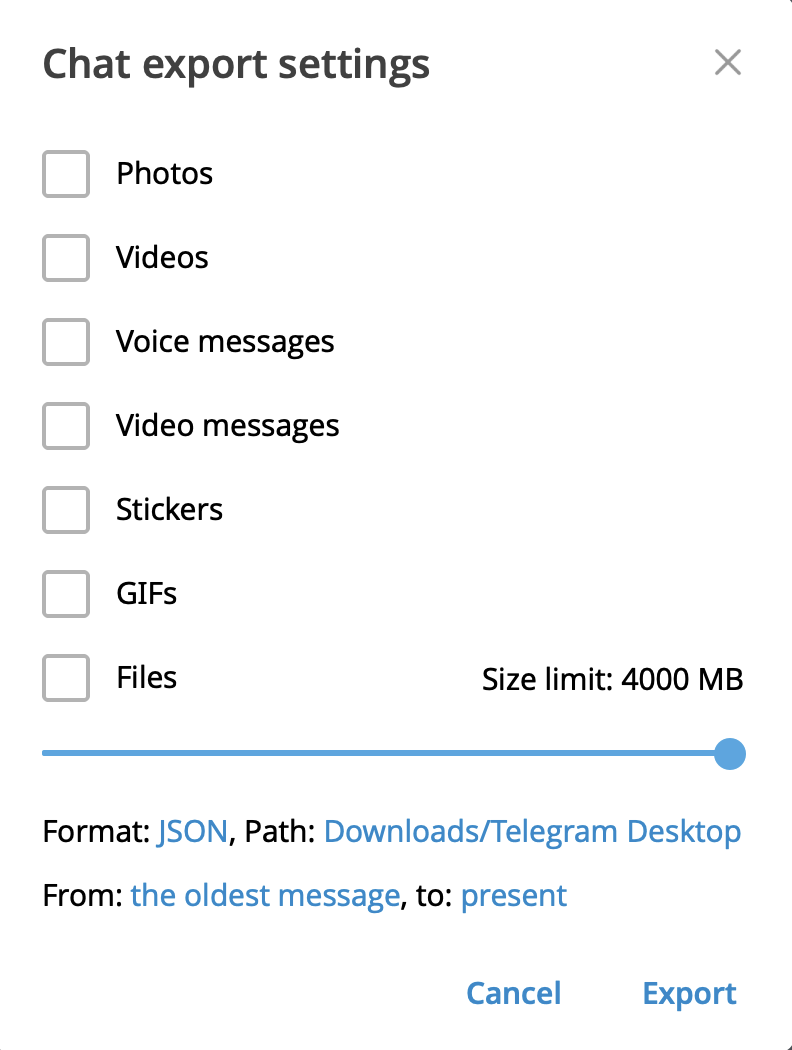 Chat export settings
Photos
Videos
Voice messages
Video messages
Stickers
GIFs
Files Size limit: 4000 MB
Format: JSON, Path: Downloads/Telegram Desktop
From: the oldest message, to: present
Cancel Export